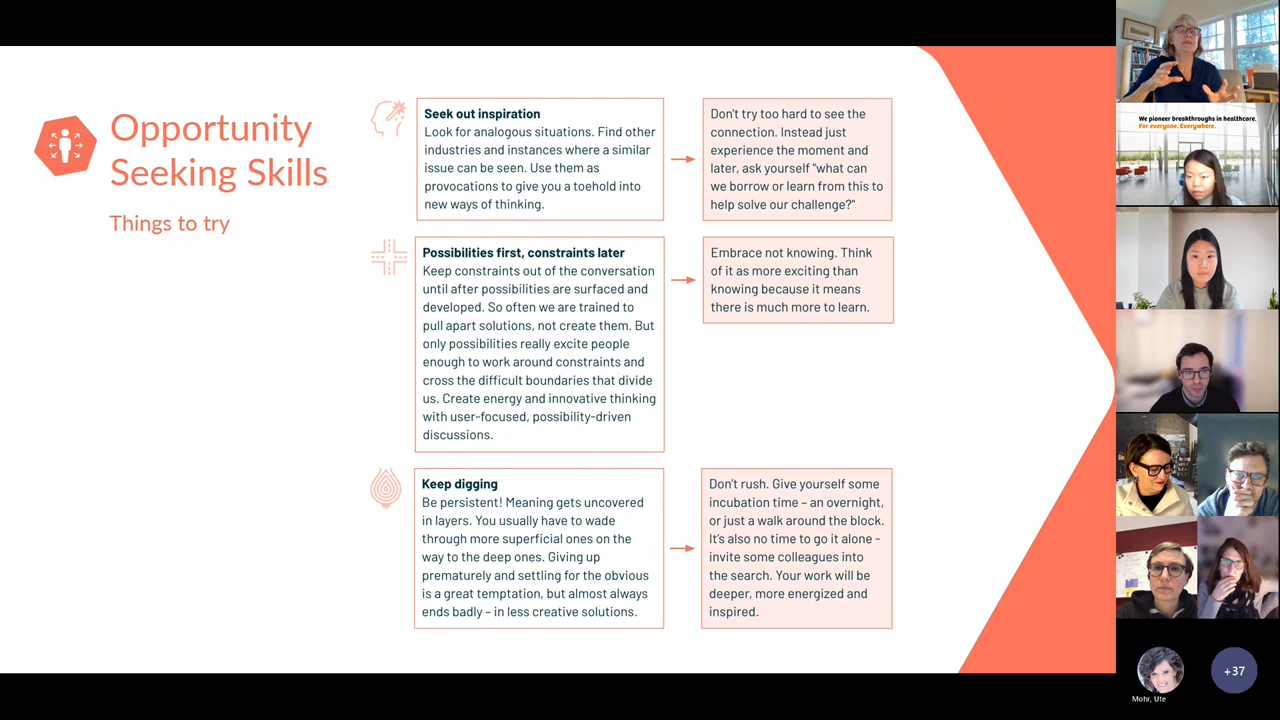 Opportunity
Seeking Skills
Things to try
Seek out inspiration
Look for analogous situations. Find other
industries and instances where a similar
issue can be seen. Use them as
provocations to give you a toehold into
new ways of thinking.
Don't try too hard to see the
connection. Instead just
experience the moment and
later, ask yourself "what can
we borrow or learn from this to
help solve our challenge?"
Possibilities first, constraints later
Keep constraints out of the conversation
until after possibilities are surfaced and
developed. So often we are trained to
pull apart solutions, not create them. But
only possibilities really excite people
enough to work around constraints and
cross the difficult boundaries that divide
us. Create energy and innovative thinking
with user-focused, possibility-driven
discussions.
Embrace not knowing. Think
of it as more exciting than
knowing because it means
there is much more to learn.
Keep digging
Be persistent! Meaning gets uncovered
in layers. You usually have to wade
through more superficial ones on the
way to the deep ones. Giving up
prematurely and settling for the obvious
is a great temptation, but almost always
ends badly – in less creative solutions.
Don’t rush. Give yourself some
incubation time – an overnight,
or just a walk around the block.
It’s also no time to go it alone -
invite some colleagues into
the search. Your work will be
deeper, more energized and
inspired.
We pioneer breakthroughs in healthcare.
For everyone. Everywhere.
Mohr, Ute
+37